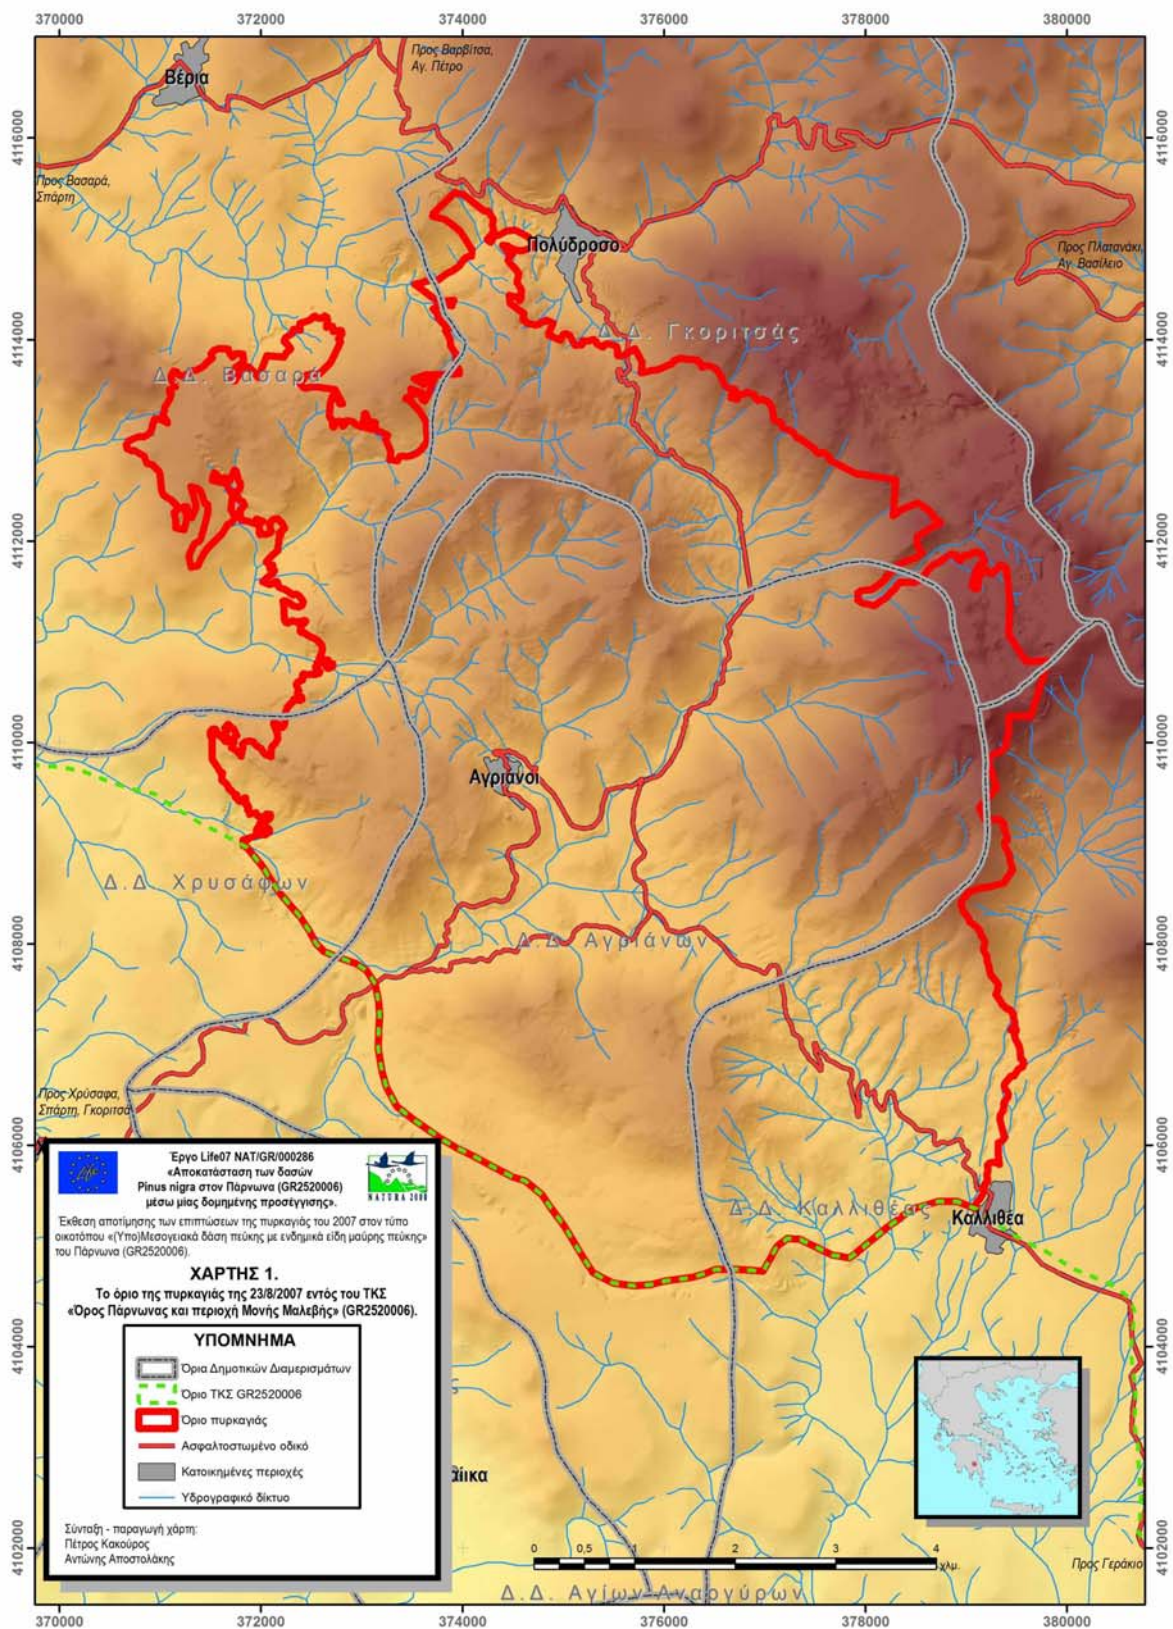 370000 372000 374000 376000 378000 380000
Προς Βαρβίτσα,
Αγ. Πέτρο
Βέρια
4116000 4116000
Προς Βασαρά,
Σπάρτη
Πολύδροσο
Προς Πλατανάκι,
Αγ. Βασίλειο
4114000 4114000
Δ.Δ. Γκοριτσάς
Δ.Δ. Βασαρά
4112000 4112000
4110000 4110000
Αγριάνοι
Δ.Δ. Χρυσάφων
Δ.Δ. Αγριάνων
4108000 4108000
Προς Χρύσαφα,
Σπάρτη, Γκοριτσά
4106000 4106000
Δ.Δ. Καλλιθέας
Καλλιθέα
Έργο Life07 NAT/GR/000286
«Αποκατάσταση των δασών
Pinus nigra στον Πάρνωνα (GR2520006)
μέσω μίας δομημένης προσέγγισης».
Life
NATURA 2000
Έκθεση αποτίμησης των επιπτώσεων της πυρκαγιάς του 2007 στον τύπο
οικοτόπου «(Υπο)Μεσογειακά δάση πεύκης με ενδημικά είδη μαύρης πεύκης»
του Πάρνωνα (GR2520006).
ΧΑΡΤΗΣ 1.
Το όριο της πυρκαγιάς της 23/8/2007 εντός του ΤΚΣ
«Όρος Πάρνωνας και περιοχή Μονής Μαλεβής» (GR2520006).
ΥΠΟΜΝΗΜΑ
Όρια Δημοτικών Διαμερισμάτων
Όριο ΤΚΣ GR2520006
Όριο πυρκαγιάς
Ασφαλτοστωμένο οδικό
Κατοικημένες περιοχές
Υδρογραφικό δίκτυο
Σύνταξη - παραγωγή χάρτη:
Πέτρος Κακούρος
Αντώνης Αποστολάκης
4104000 4104000
αίικα
4102000 4102000
0 0,5 1 2 3 4
χλμ.
Προς Γεράκιο
Δ.Δ. Αγίων Αναργύρων
370000 372000 374000 376000 378000 380000